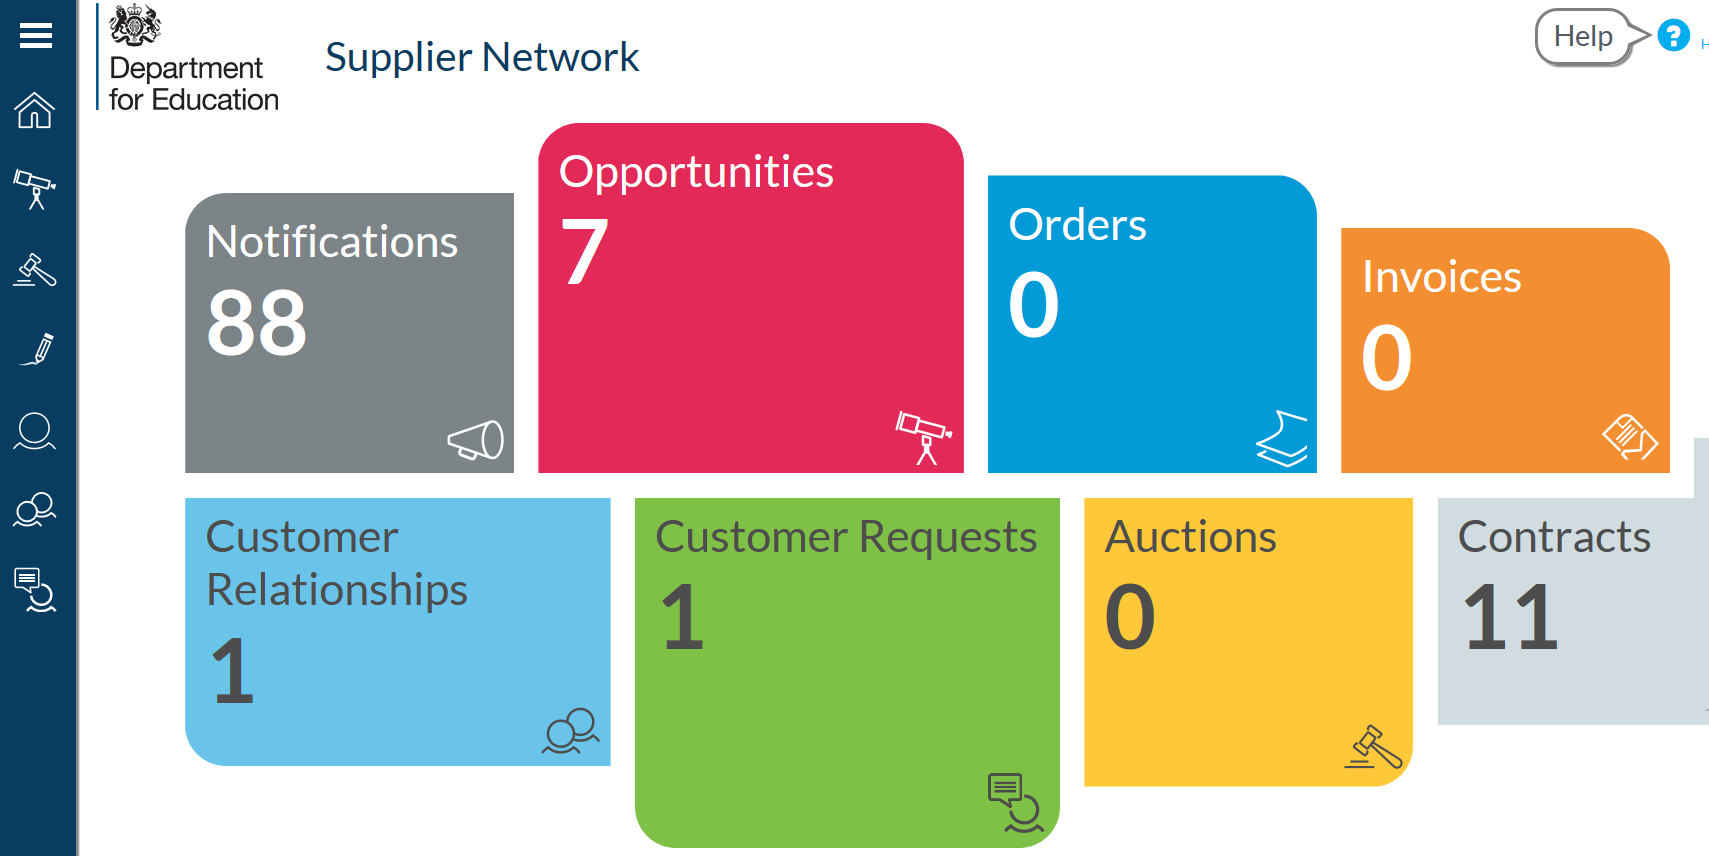 Department
for Education
Supplier Network
Help
?
Notifications
88
Opportunities
7
Orders
0
Invoices
0
Customer
Relationships
1
Customer Requests
1
Auctions
0
Contracts
11